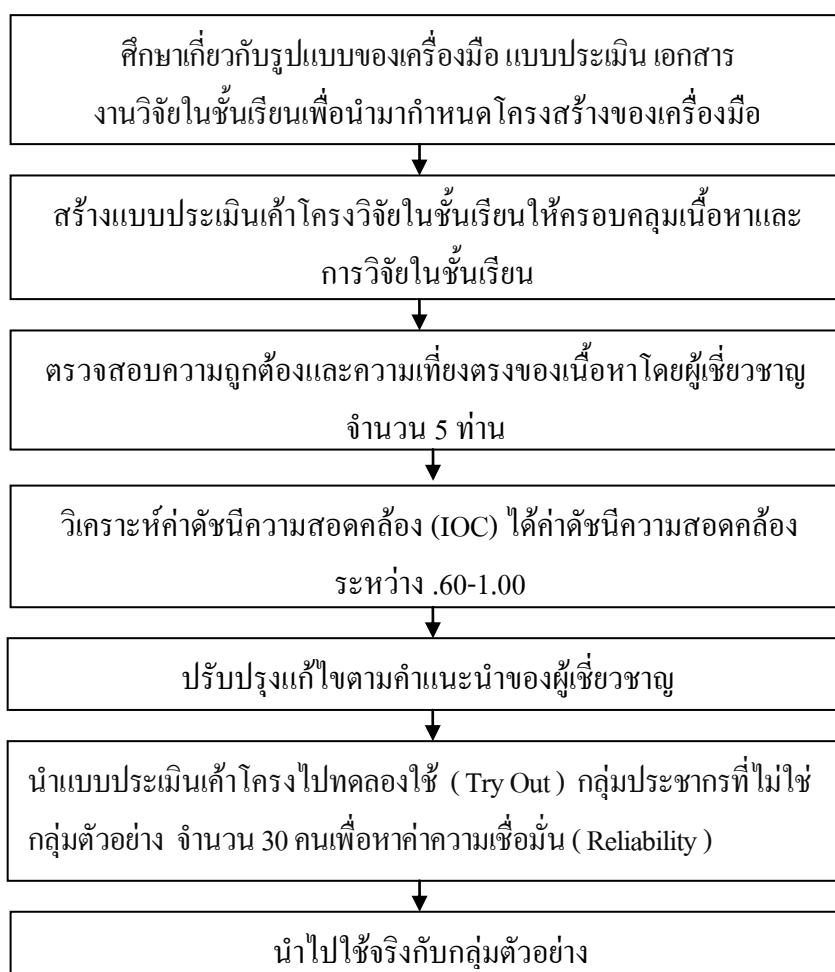 ศึกษาเกี่ยวกับรูปแบบของเครื่องมือ แบบประเมิน เอกสาร
งานวิจัยในชั้นเรียนเพื่อนำมากำหนดโครงสร้างของเครื่องมือ
สร้างแบบประเมินเค้าโครงวิจัยในชั้นเรียนให้ครอบคลุมเนื้อหาและ
การวิจัยในชั้นเรียน
ตรวจสอบความถูกต้องและความเที่ยงตรงของเนื้อหาโดยผู้เชี่ยวชาญ
จำนวน 5 ท่าน
วิเคราะห์ค่าดัชนีความสอดคล้อง (IOC) ได้ค่าดัชนีความสอดคล้อง
ระหว่าง .60-1.00
ปรับปรุงแก้ไขตามคำแนะนำของผู้เชี่ยวชาญ
นำแบบประเมินเค้าโครงไปทดลองใช้ ( Try Out ) กลุ่มประชากรที่ไม่ใช่
กลุ่มตัวอย่าง จำนวน 30 คนเพื่อหาค่าความเชื่อมั่น ( Reliability )
นำไปใช้จริงกับกลุ่มตัวอย่าง